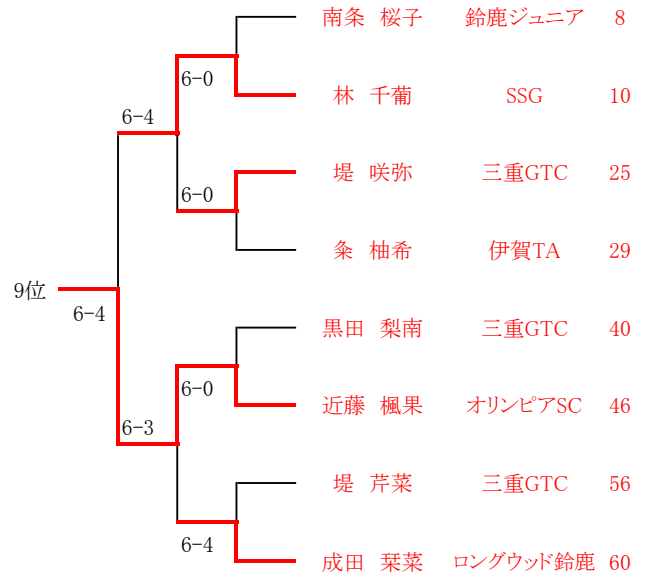 南条 桜子 鈴鹿ジュニア 8
6-0
林 千葡 SSG 10
6-4
堤 咲弥 三重GTC 25
6-0
粂 柚希 伊賀TA 29
9位
6-4
黒田 梨南 三重GTC 40
6-0
近藤 楓果 オリンピアSC 46
6-3
堤 芹菜 三重GTC 56
6-4
成田 栞菜 ロングウッド鈴鹿 60